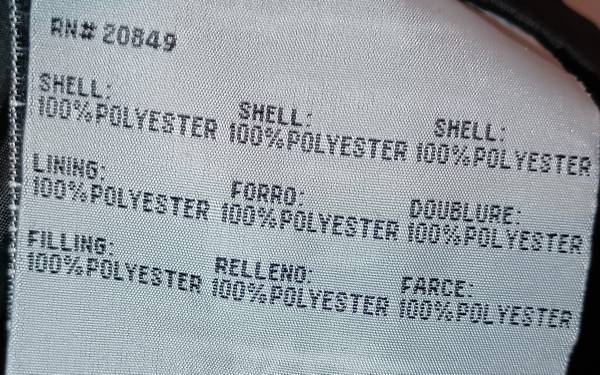 RN# 20849
SHELL: SHELL: SHELL:
100%POLYESTER 100%POLYESTER 100%POLYESTER
LINING: FORRO: DOUBLURE:
100%POLYESTER 100%POLYESTER 100%POLYESTER
FILLING: RELLENO: FARCE:
100%POLYESTER 100%POLYESTER 100%POLYESTER